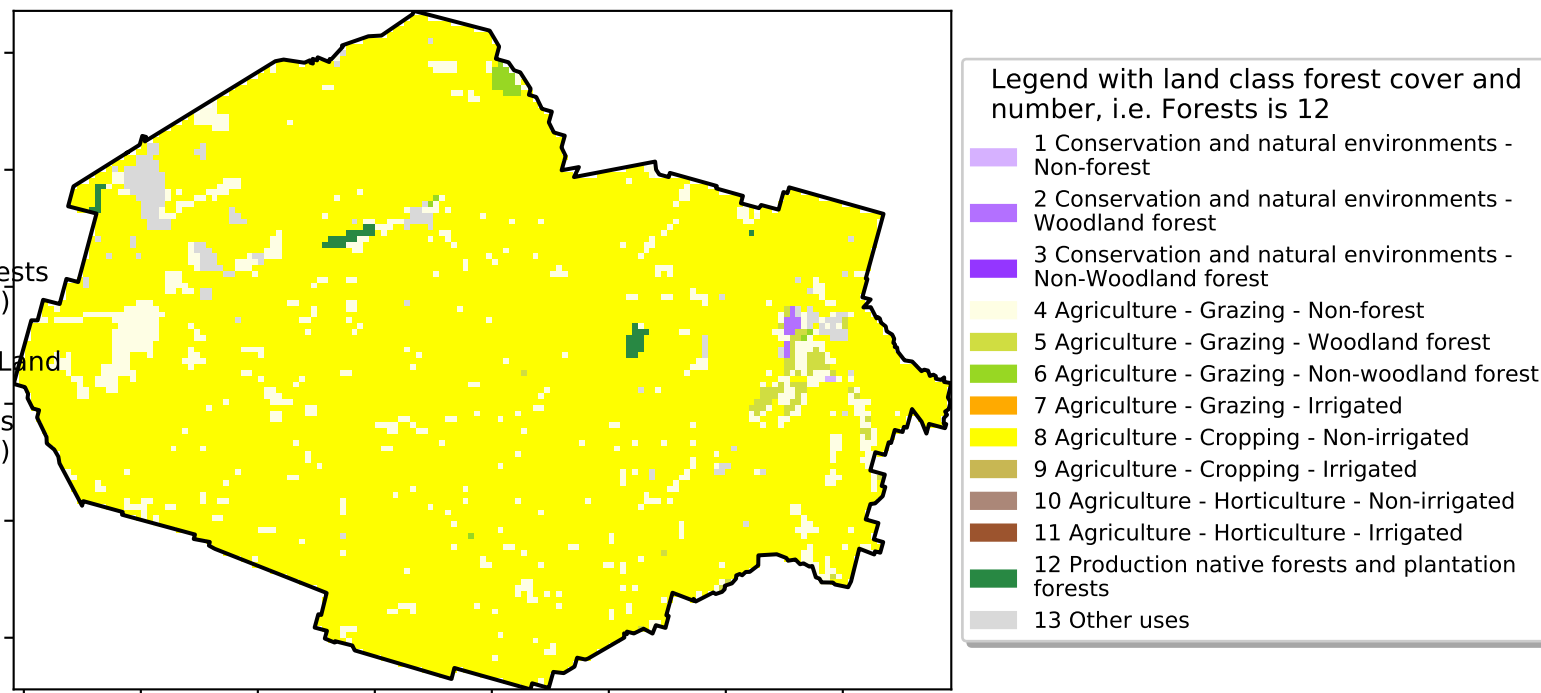 Legend with land class forest cover and
number, i.e. Forests is 12
1 Conservation and natural environments -
Non-forest
2 Conservation and natural environments -
Woodland forest
3 Conservation and natural environments -
Non-Woodland forest
ests
)
4 Agriculture - Grazing - Non-forest
5 Agriculture - Grazing - Woodland forest
Land
6 Agriculture - Grazing - Non-woodland forest
7 Agriculture - Grazing - Irrigated
s
)
8 Agriculture - Cropping - Non-irrigated
9 Agriculture - Cropping - Irrigated
10 Agriculture - Horticulture - Non-irrigated
11 Agriculture - Horticulture - Irrigated
12 Production native forests and plantation
forests
13 Other uses